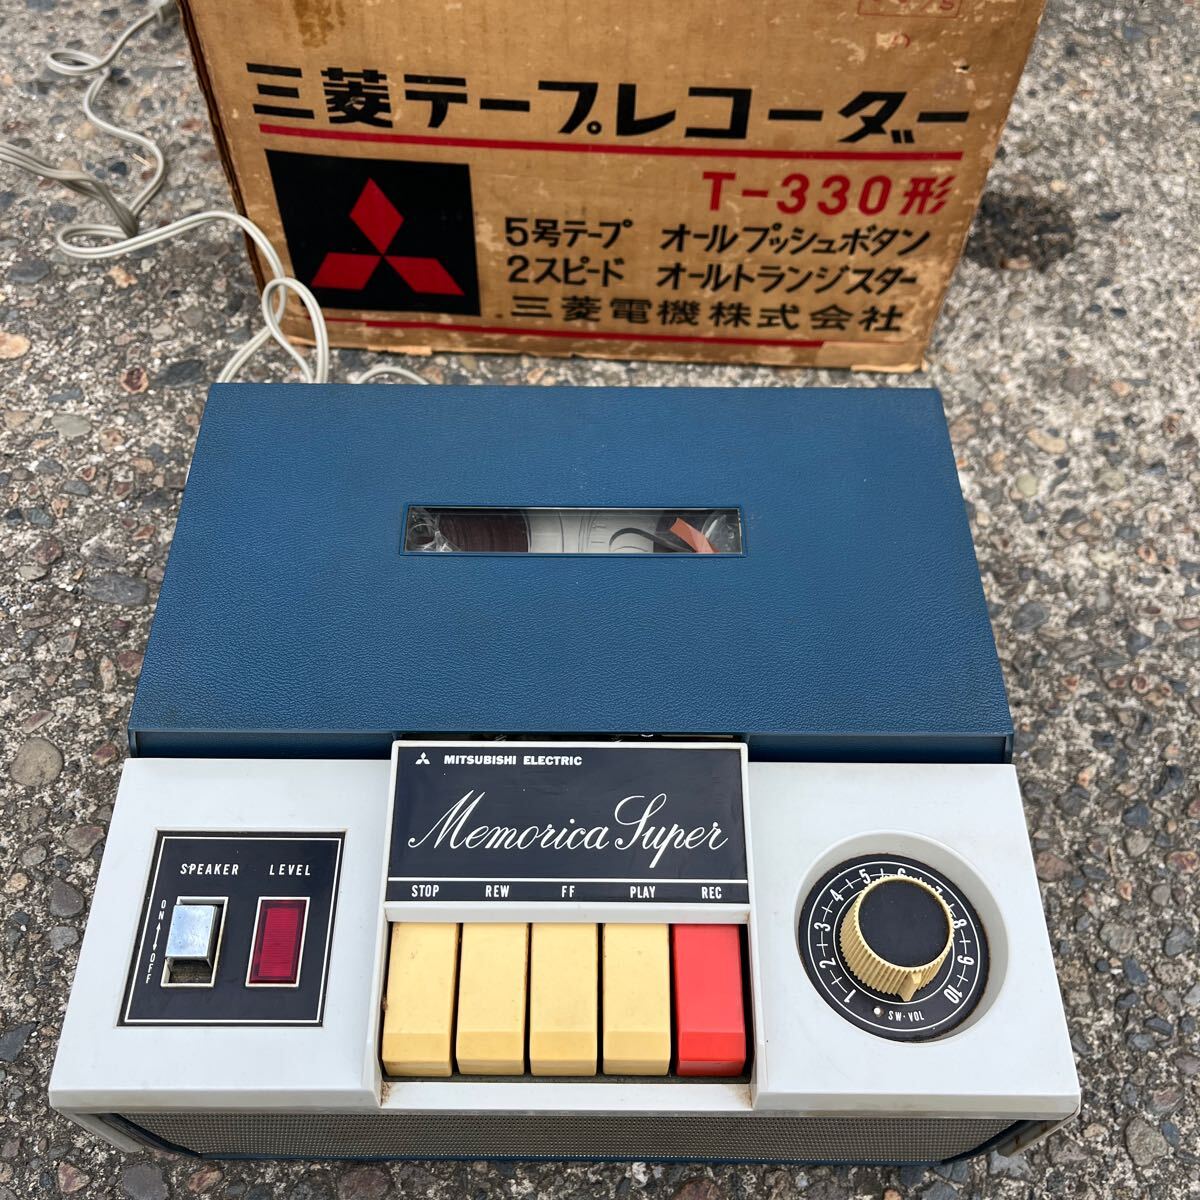 三菱テープレコーダー
T-330形
5号テープ オールプッシュボタン
2スピード オールトランジスター
三菱電機株式会社
MITSUBISHI ELECTRIC
Memorica Super
STOP REW FF PLAY REC
SPEAKER LEVEL
ON OFF
1 2 3 4 5 6 7 8 9 10
SW·VOL